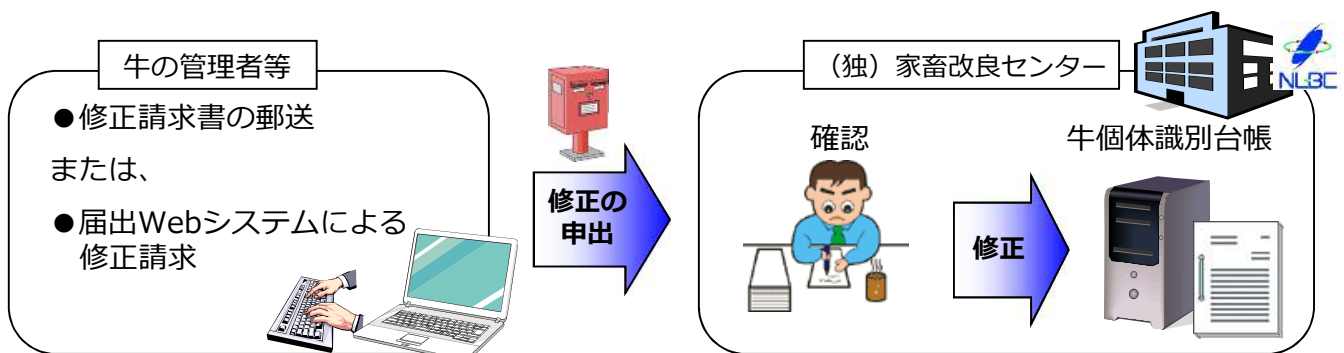 牛の管理者等
●修正請求書の郵送
または、
●届出Webシステムによる
修正請求
修正の
申出
（独）家畜改良センター
NLBC
確認
修正
牛個体識別台帳